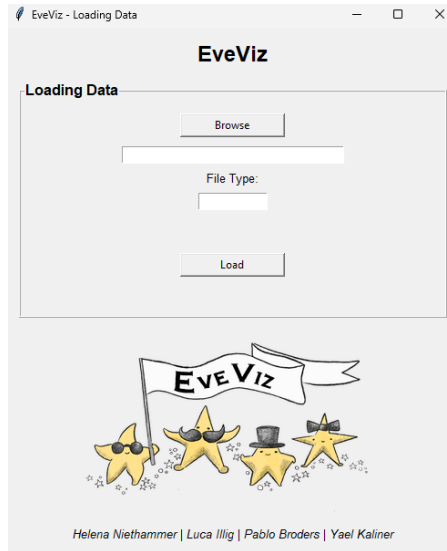 EveViz - Loading Data
EveViz
Loading Data
Browse
File Type:
Load
EVEVIZ
Helena Niethammer | Luca Illig | Pablo Broders | Yael Kaliner